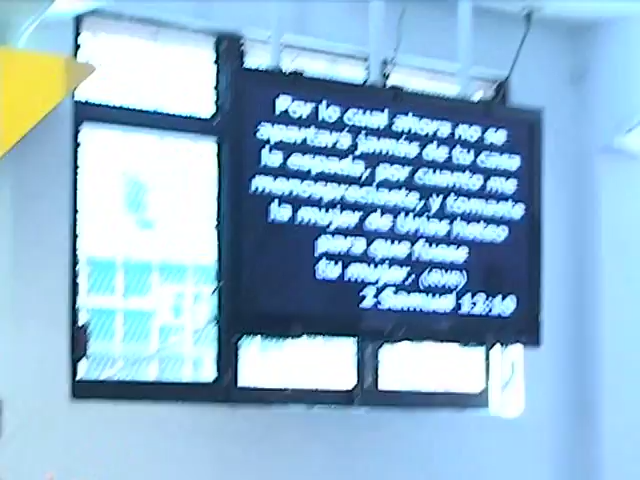 Por lo cual ahora no se
apartará jamás de tu casa
la espada, por cuanto me
menospreciaste, y tomaste
la mujer de Urías heteo
para que fuese
tu mujer. (RVR)
2 Samuel 12:10